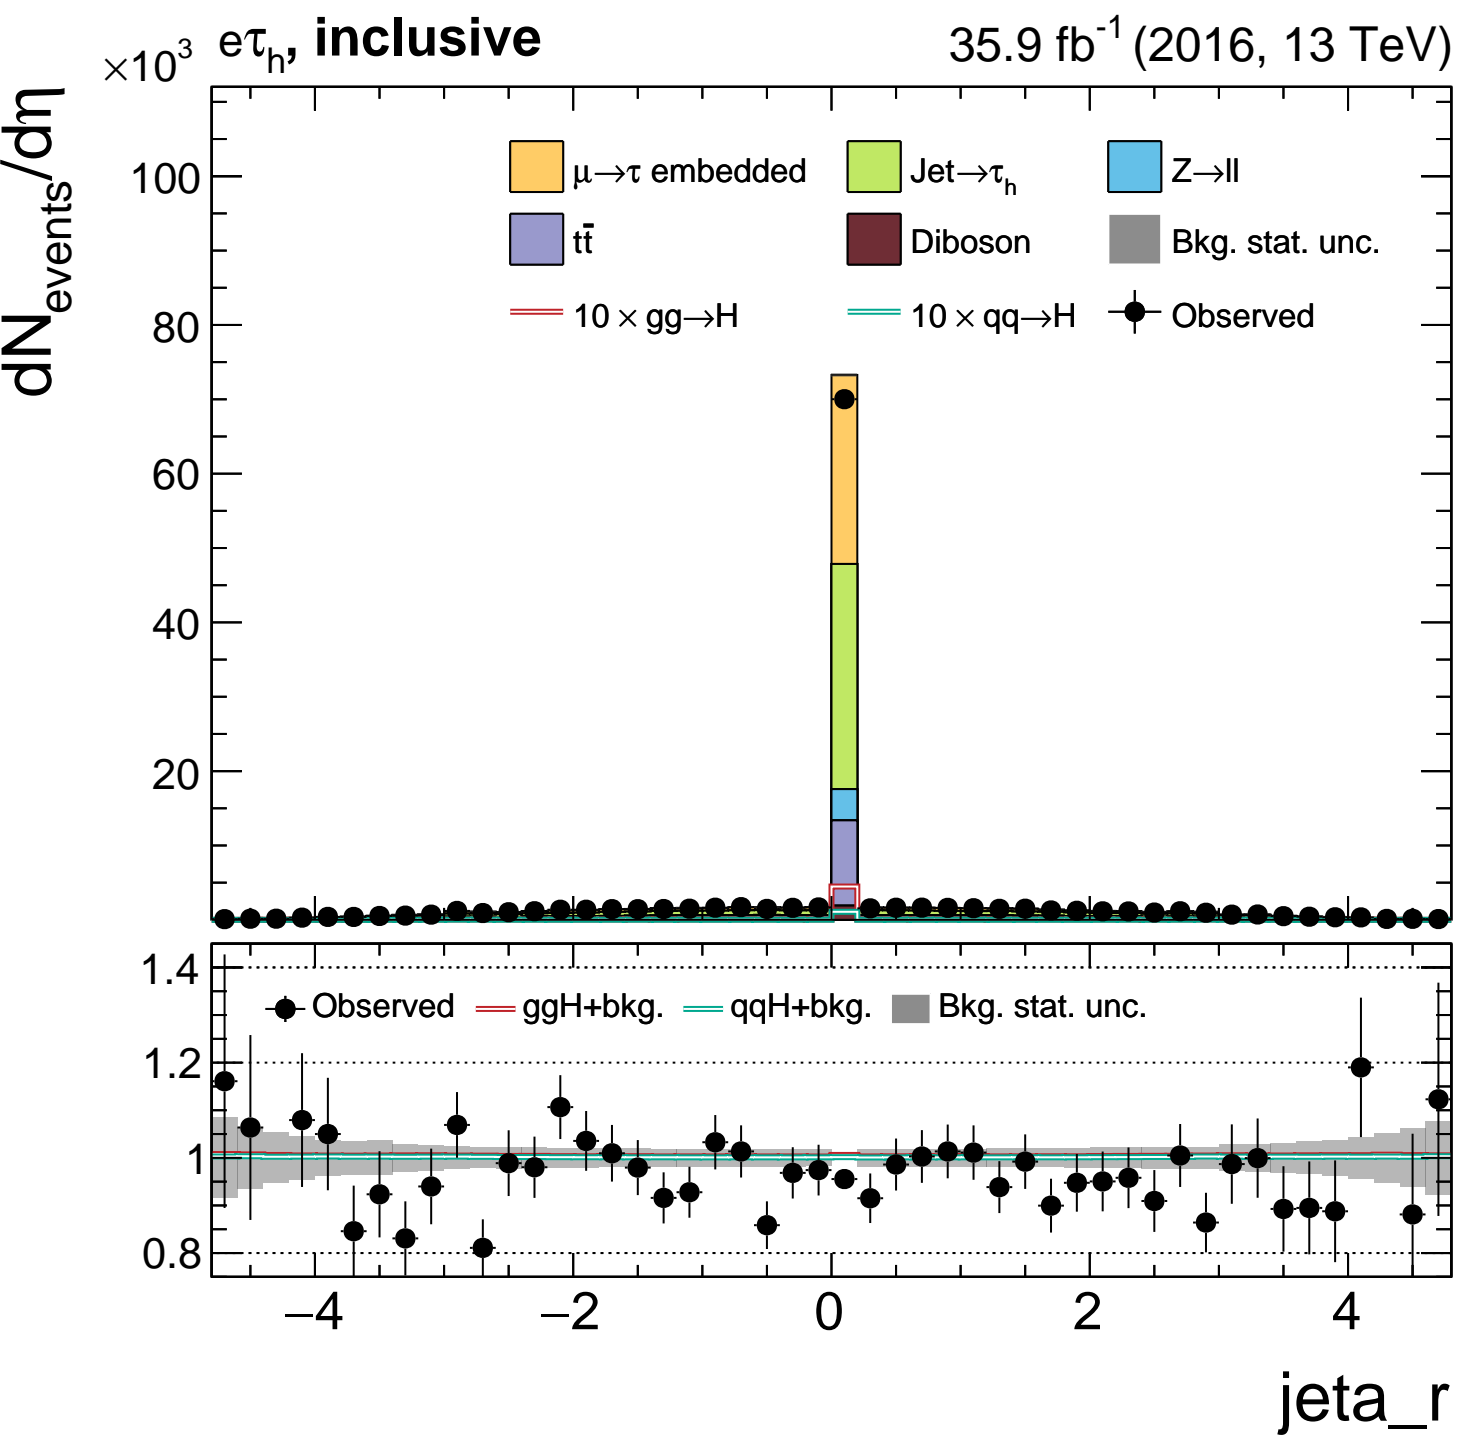 ×10³ eτₕ, inclusive 35.9 fb⁻¹ (2016, 13 TeV)
dN_events/dη
μ→τ embedded Jet→τₕ Z→ll
tt̄ Diboson Bkg. stat. unc.
10 × gg→H 10 × qq→H Observed
100
80
60
40
20
Observed ggH+bkg. qqH+bkg. Bkg. stat. unc.
1.4
1.2
1
0.8
−4 −2 0 2 4
jeta_r